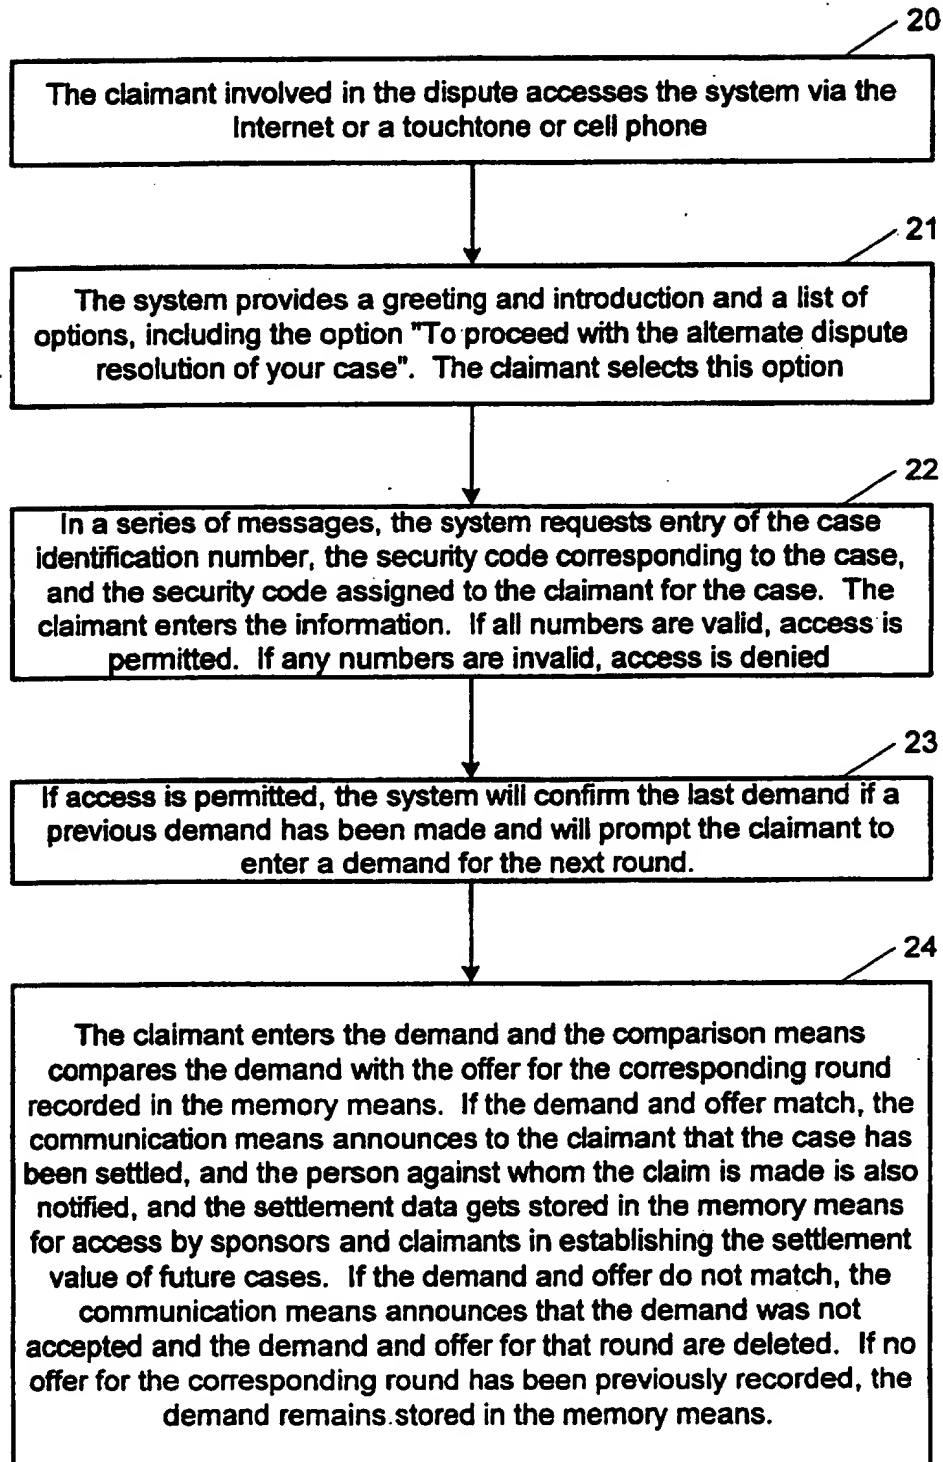 20
The claimant involved in the dispute accesses the system via the
Internet or a touchtone or cell phone
21
The system provides a greeting and introduction and a list of
options, including the option "To proceed with the alternate dispute
resolution of your case". The claimant selects this option
22
In a series of messages, the system requests entry of the case
identification number, the security code corresponding to the case,
and the security code assigned to the claimant for the case. The
claimant enters the information. If all numbers are valid, access is
permitted. If any numbers are invalid, access is denied
23
If access is permitted, the system will confirm the last demand if a
previous demand has been made and will prompt the claimant to
enter a demand for the next round.
24
The claimant enters the demand and the comparison means
compares the demand with the offer for the corresponding round
recorded in the memory means. If the demand and offer match, the
communication means announces to the claimant that the case has
been settled, and the person against whom the claim is made is also
notified, and the settlement data gets stored in the memory means
for access by sponsors and claimants in establishing the settlement
value of future cases. If the demand and offer do not match, the
communication means announces that the demand was not
accepted and the demand and offer for that round are deleted. If no
offer for the corresponding round has been previously recorded, the
demand remains stored in the memory means.